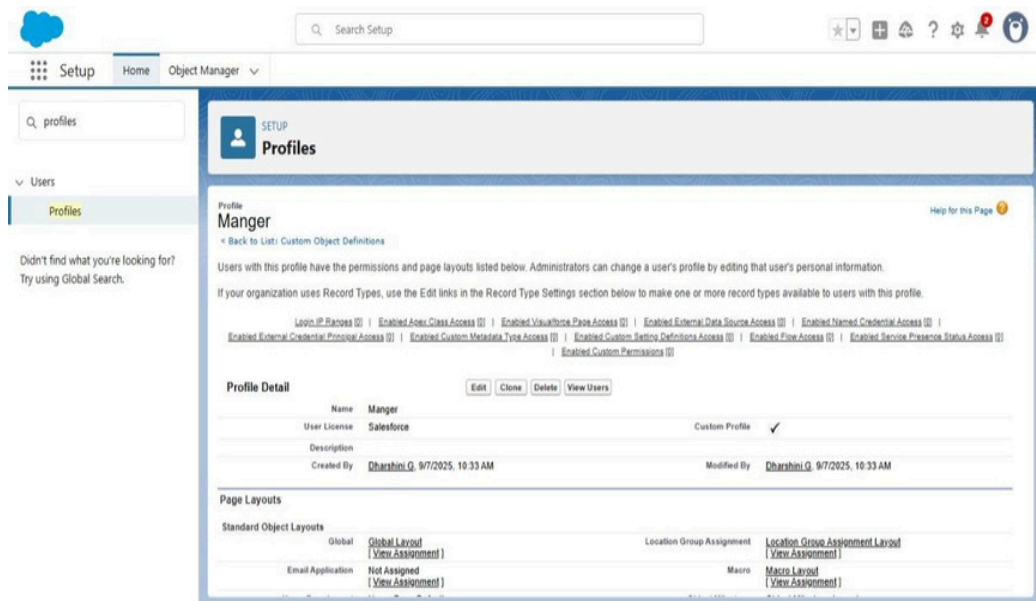 Search Setup
2
Setup
Home
Object Manager
profiles
Users
Profiles
Didn't find what you're looking for?
Try using Global Search.
SETUP
Profiles
Profile
Manger
Help for this Page
< Back to List: Custom Object Definitions
Users with this profile have the permissions and page layouts listed below. Administrators can change a user's profile by editing that user's personal information.
If your organization uses Record Types, use the Edit links in the Record Type Settings section below to make one or more record types available to users with this profile.
Login IP Ranges [0] | Enabled Apex Class Access [0] | Enabled Visualforce Page Access [0] | Enabled External Data Source Access [0] | Enabled Named Credential Access [0] |
Enabled External Credential Principal Access [0] | Enabled Custom Metadata Type Access [0] | Enabled Custom Setting Definitions Access [0] | Enabled Flow Access [0] | Enabled Service Presence Status Access [0]
| Enabled Custom Permissions [0]
Profile Detail
Edit Clone Delete View Users
Name Manger
User License Salesforce Custom Profile ✓
Description
Created By Dharshini G, 9/7/2025, 10:33 AM Modified By Dharshini G, 9/7/2025, 10:33 AM
Page Layouts
Standard Object Layouts
Global Global Layout Location Group Assignment Location Group Assignment Layout
[ View Assignment ] [ View Assignment ]
Email Application Not Assigned Macro Macro Layout
[ View Assignment ] [ View Assignment ]